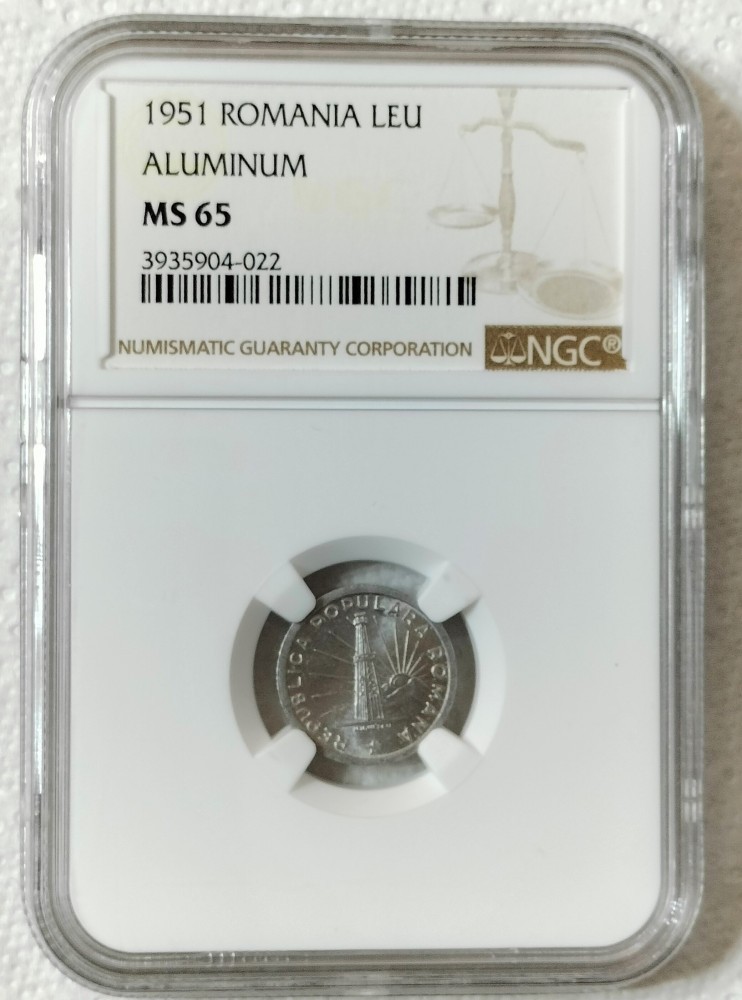 1951 ROMANIA LEU
ALUMINUM
MS 65
3935904-022
NUMISMATIC GUARANTY CORPORATION NGC®
REPUBLICA POPULARA ROMANA